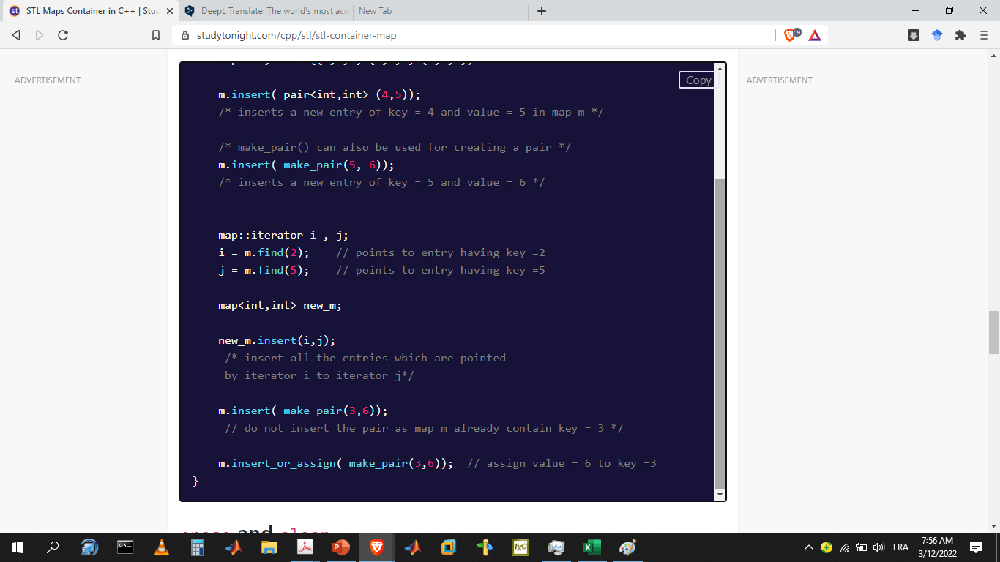 STL Maps Container in C++ | Stud
DeepL Translate: The world's most acc
New Tab
studytonight.com/cpp/stl/stl-container-map
19
ADVERTISEMENT
ADVERTISEMENT
Copy
m.insert( pair<int,int> (4,5));
/* inserts a new entry of key = 4 and value = 5 in map m */
/* make_pair() can also be used for creating a pair */
m.insert( make_pair(5, 6));
/* inserts a new entry of key = 5 and value = 6 */
map::iterator i , j;
i = m.find(2);    // points to entry having key =2
j = m.find(5);    // points to entry having key =5
map<int,int> new_m;
new_m.insert(i,j);
/* insert all the entries which are pointed
by iterator i to iterator j*/
m.insert( make_pair(3,6));
// do not insert the pair as map m already contain key = 3 */
m.insert_or_assign( make_pair(3,6));  // assign value = 6 to key =3
}
and
TXC
FRA
7:56 AM
3/12/2022